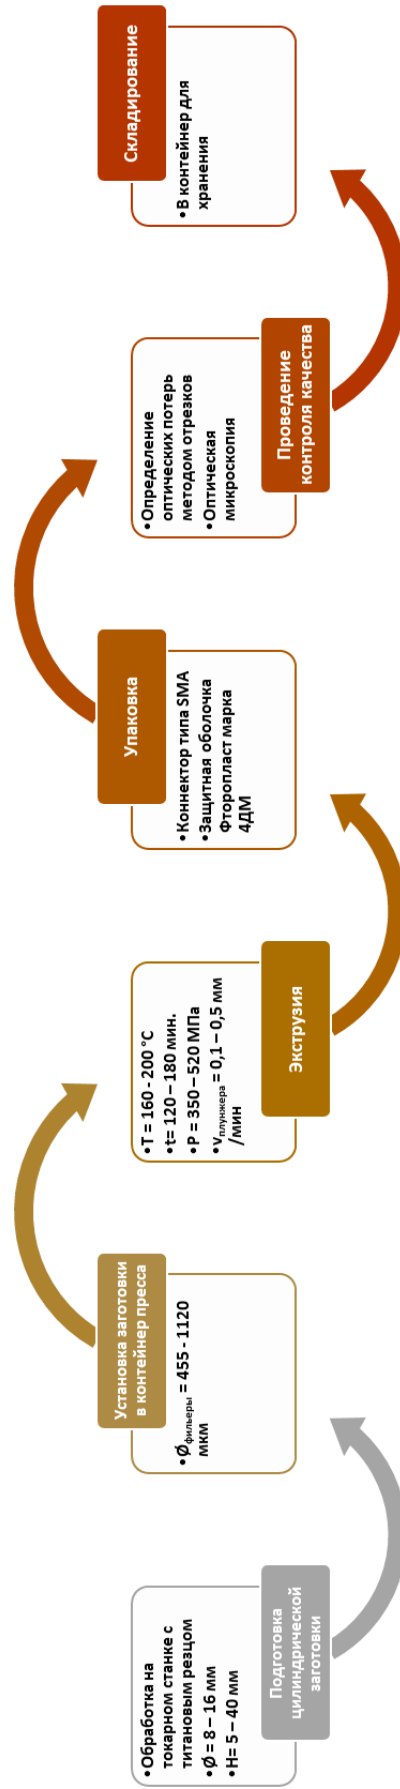 •Обработка на
токарном станке с
титановым резцом
•Ø = 8 – 16 мм
•H= 5 – 40 мм
Подготовка
цилиндрической
заготовки
Установка заготовки
в контейнер пресса
•Øфильеры = 455 - 1120
мкм
•T = 160 - 200 °C
•t= 120 – 180 мин.
•P = 350 – 520 МПа
•vплунжера = 0,1 – 0,5 мм
/мин
Экструзия
Упаковка
•Коннектор типа SMA
•Защитная оболочка
Фторопласт марка
4ДМ
•Определение
оптических потерь
методом отрезков
•Оптическая
микроскопия
Проведение
контроля качества
Складирование
•В контейнер для
хранения